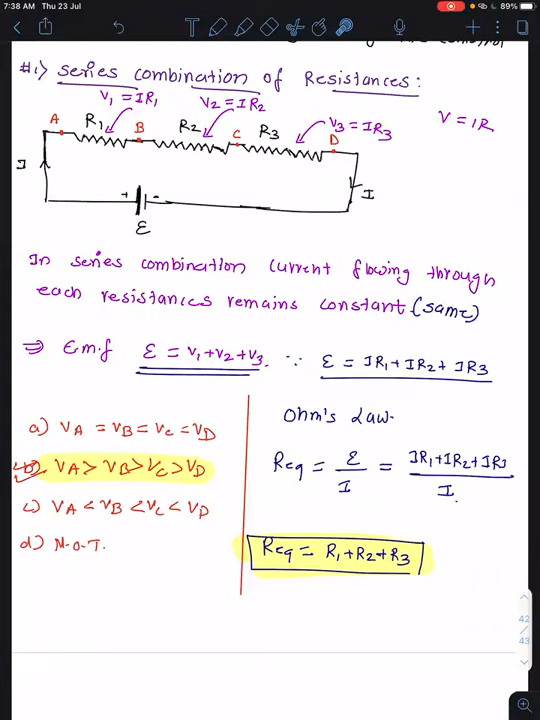 7:38 AM Thu 23 Jul
89%
#1) Series combination of Resistances:
V1 = IR1
V2 = IR2
V3 = IR3
V = IR
A
R1
B
R2
C
R3
D
I
I
+
-
ε
In series combination current flowing through
each resistances remains constant (same)
⇒ E.m.f ε = V1+V2+V3 ∵ ε = IR1+IR2+IR3
a) VA = VB = VC = VD
b) VA > VB > VC > VD
c) VA < VB < VC < VD
d) N.O.T.
Ohm's Law
Req = ε/I = IR1+IR2+IR3/I
Req = R1+R2+R3
42
43